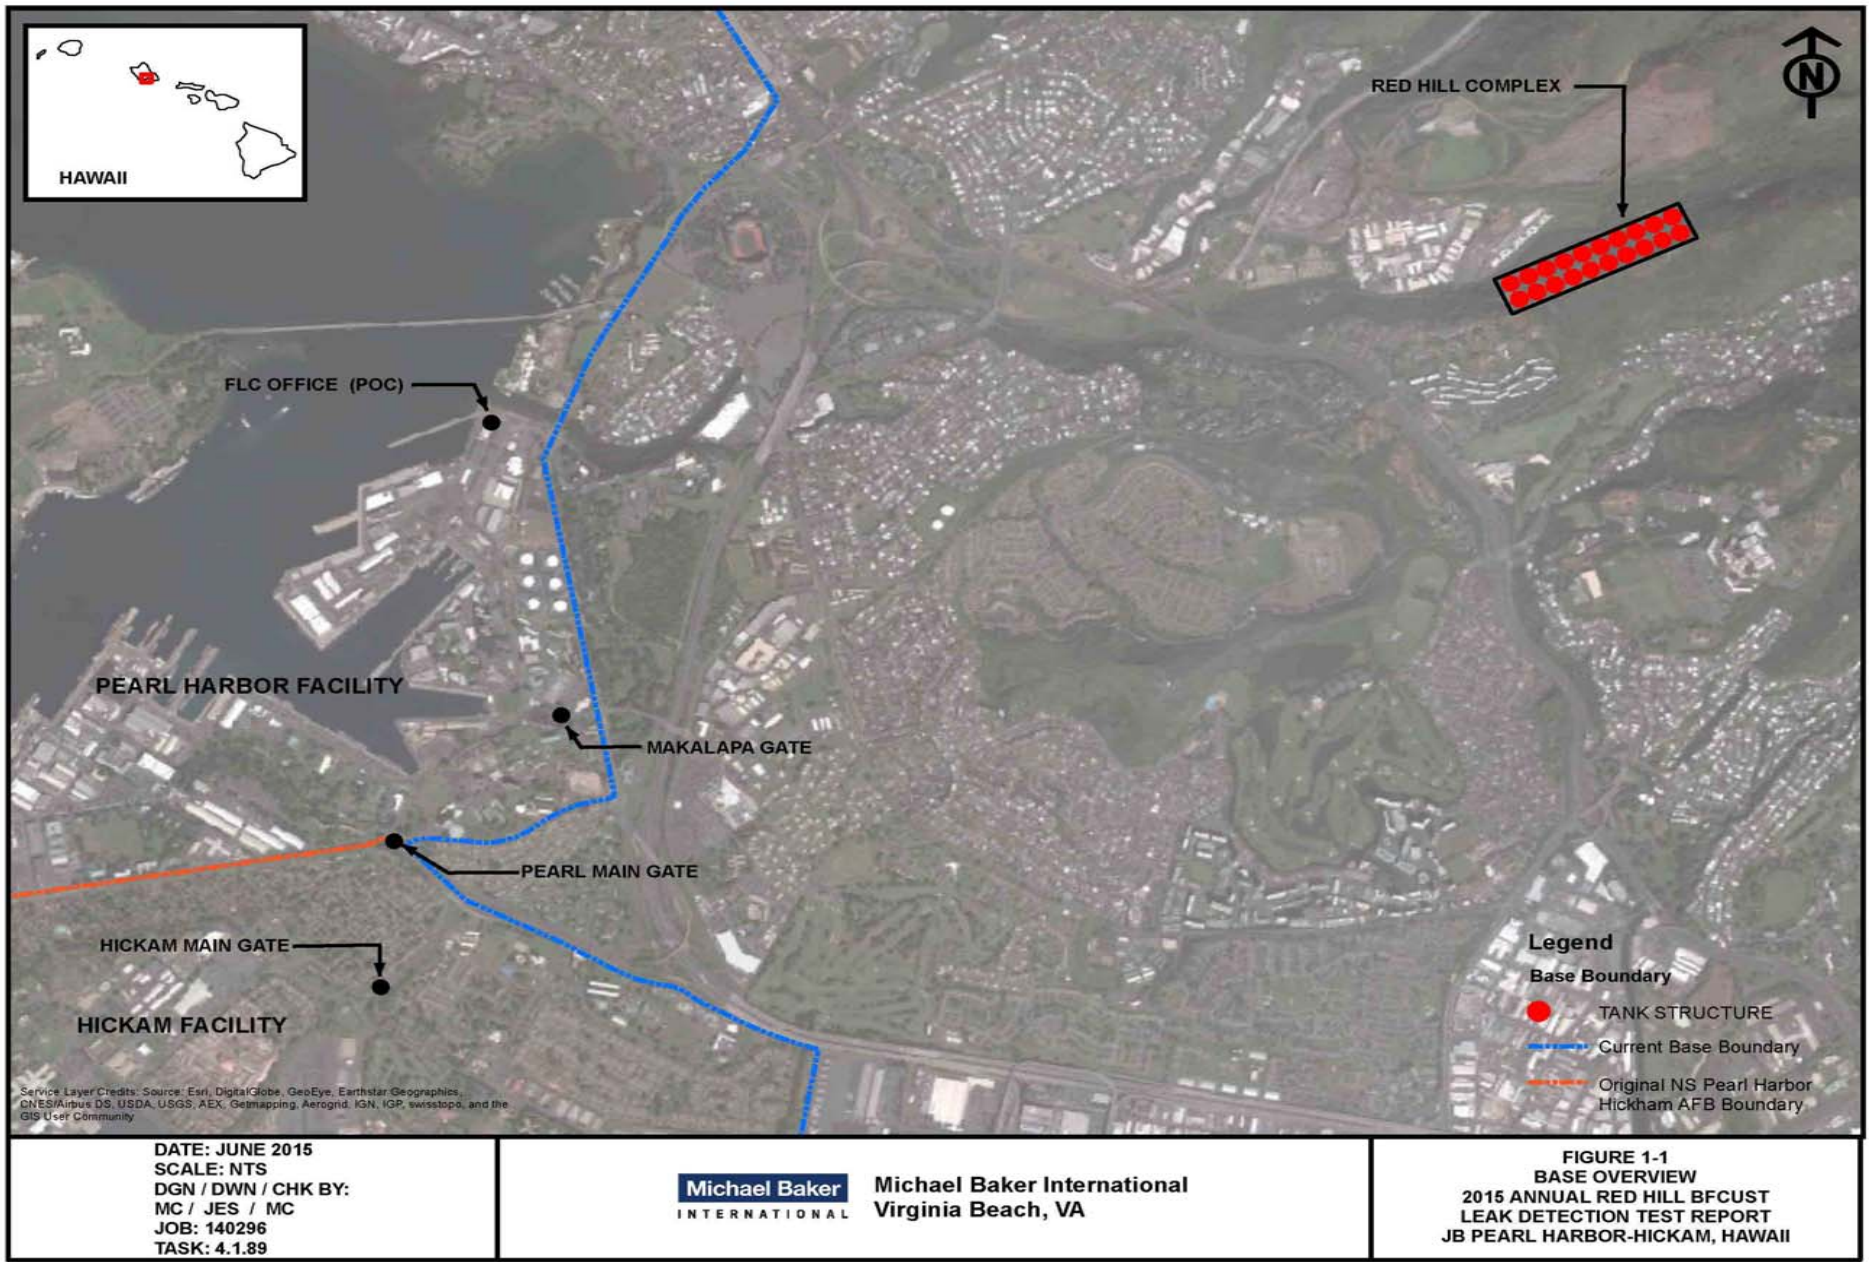 HAWAII
RED HILL COMPLEX
N
FLC OFFICE (POC)
PEARL HARBOR FACILITY
MAKALAPA GATE
PEARL MAIN GATE
HICKAM MAIN GATE
HICKAM FACILITY
Legend
Base Boundary
TANK STRUCTURE
Current Base Boundary
Original NS Pearl Harbor
Hickham AFB Boundary
Service Layer Credits: Source: Esri, DigitalGlobe, GeoEye, Earthstar Geographics,
CNES/Airbus DS, USDA, USGS, AEX, Getmapping, Aerogrid, IGN, IGP, swisstopo, and the
GIS User Community
DATE: JUNE 2015
SCALE: NTS
DGN / DWN / CHK BY:
MC / JES / MC
JOB: 140296
TASK: 4.1.89
Michael Baker
INTERNATIONAL
Michael Baker International
Virginia Beach, VA
FIGURE 1-1
BASE OVERVIEW
2015 ANNUAL RED HILL BFCUST
LEAK DETECTION TEST REPORT
JB PEARL HARBOR-HICKAM, HAWAII